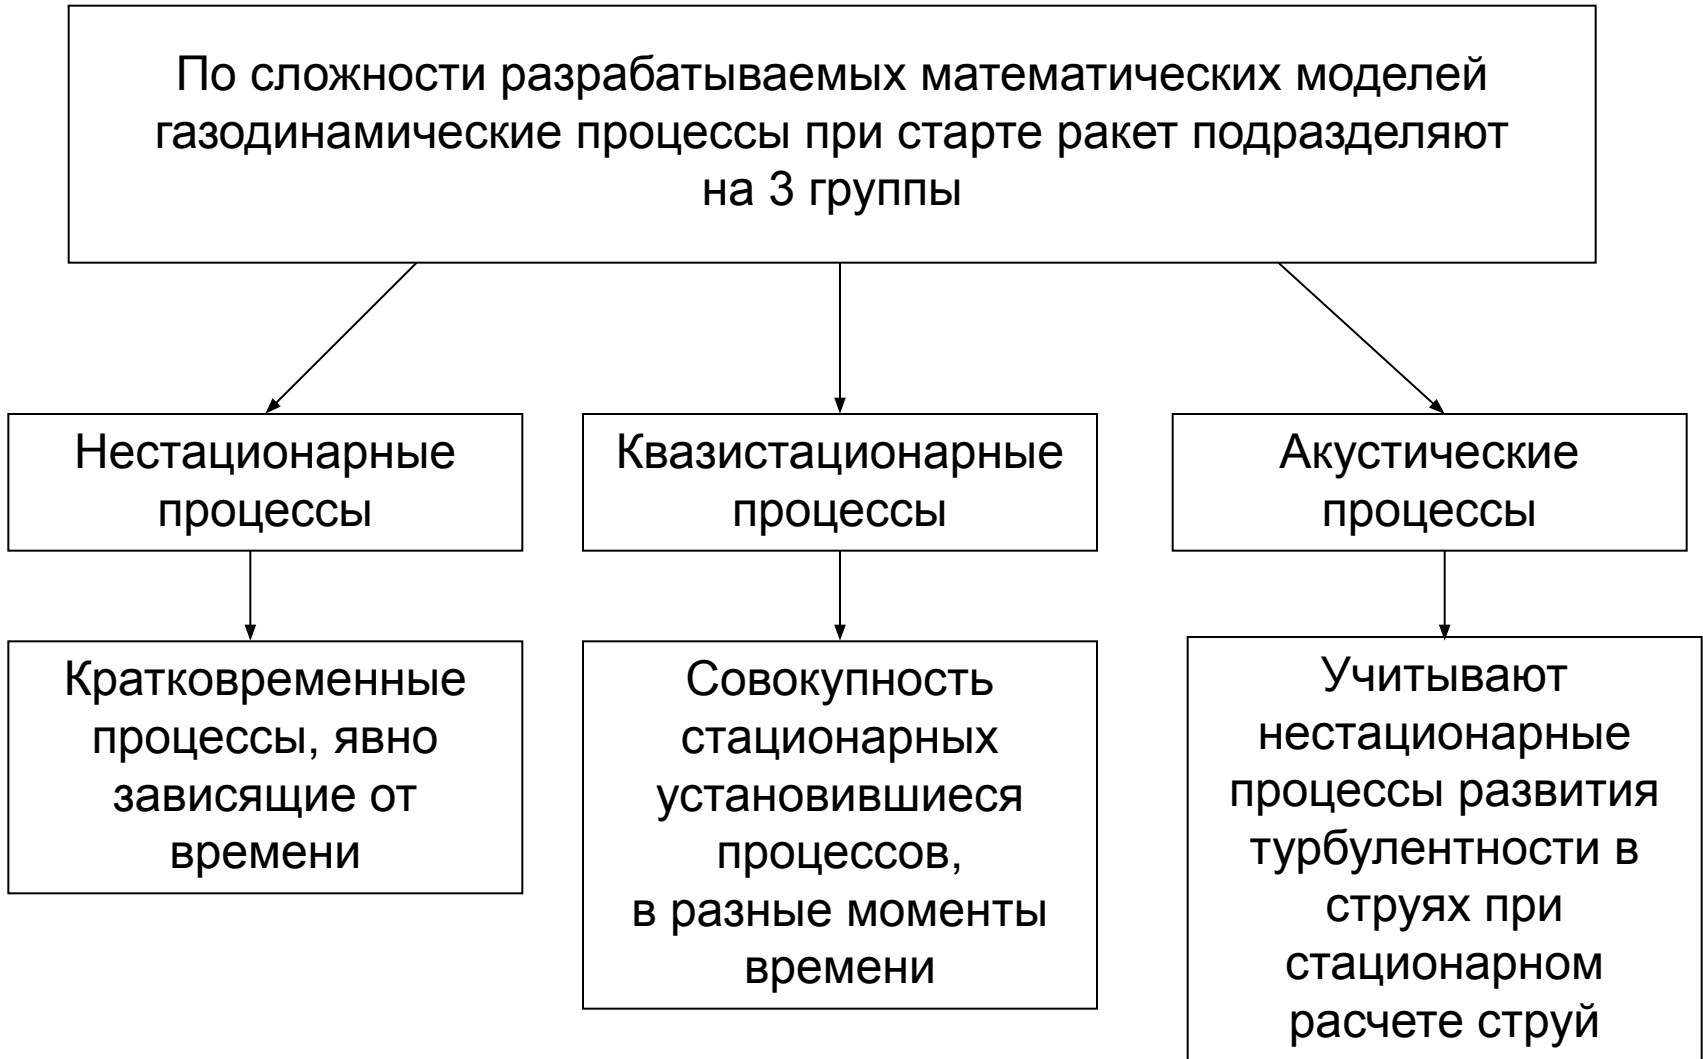 По сложности разрабатываемых математических моделей
газодинамические процессы при старте ракет подразделяют
на 3 группы
Нестационарные
процессы
Квазистационарные
процессы
Акустические
процессы
Кратковременные
процессы, явно
зависящие от
времени
Совокупность
стационарных
установившиеся
процессов,
в разные моменты
времени
Учитывают
нестационарные
процессы развития
турбулентности в
струях при
стационарном
расчете струй